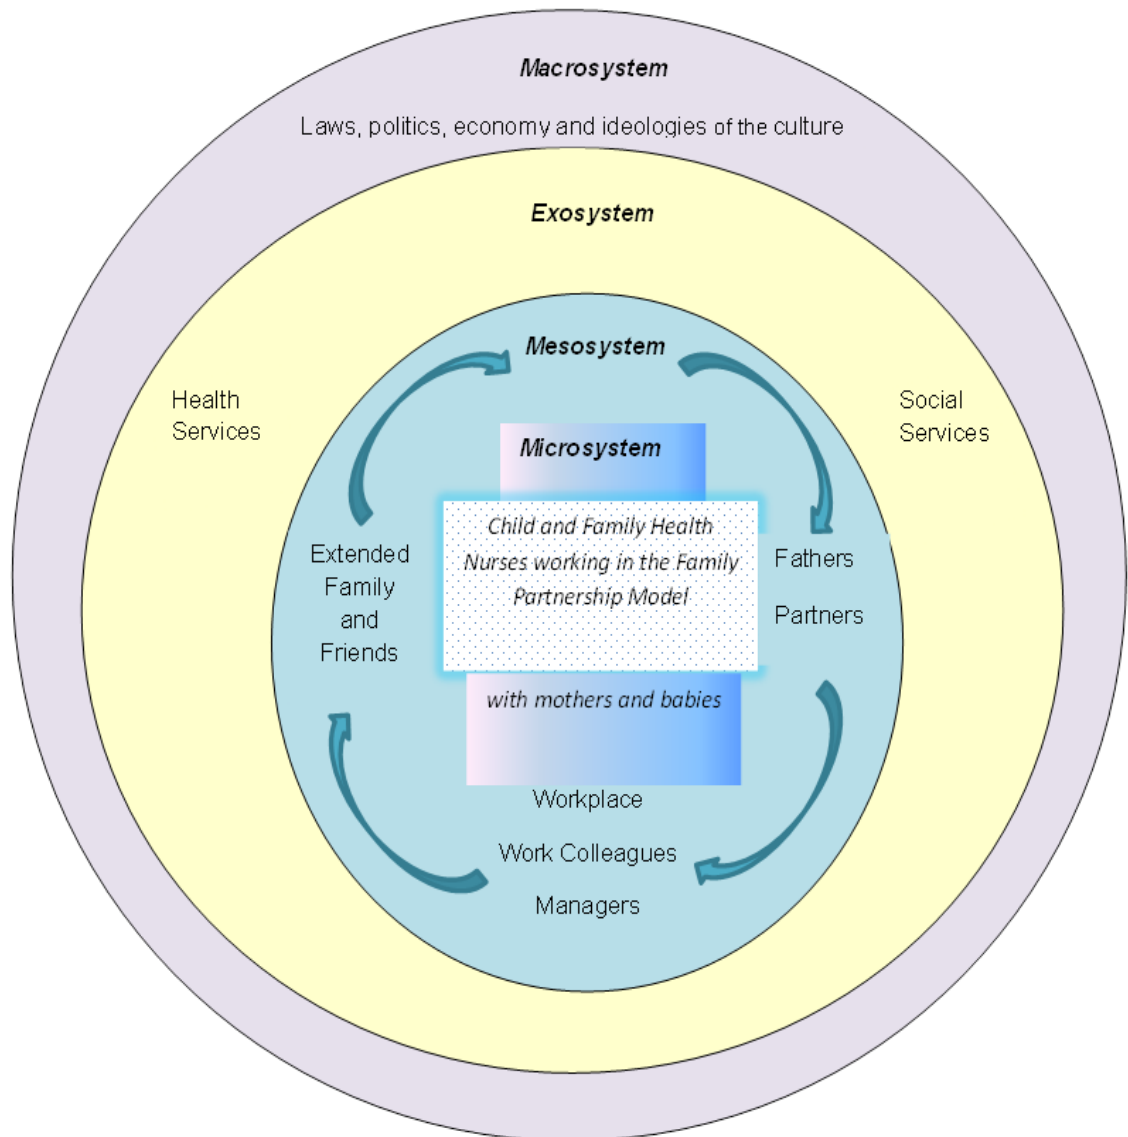 Macrosystem
Laws, politics, economy and ideologies of the culture
Exosystem
Mesosystem
Health
Services
Social
Services
Microsystem
Child and Family Health
Nurses working in the Family
Partnership Model
Extended
Family
and
Friends
Fathers
Partners
with mothers and babies
Workplace
Work Colleagues
Managers